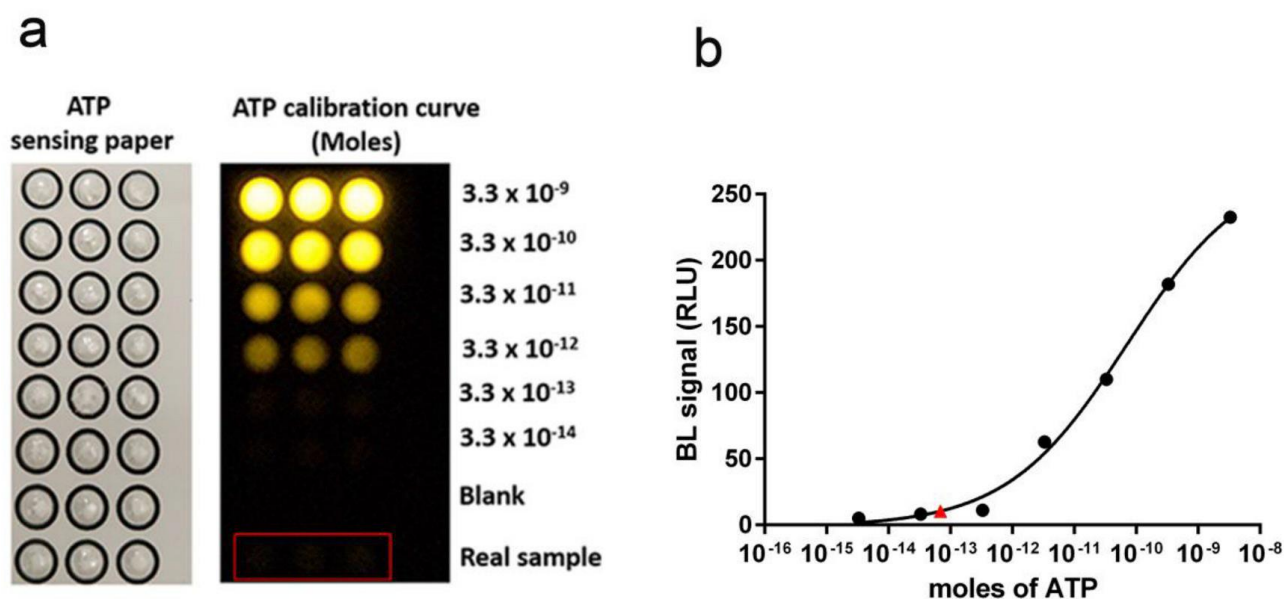 a
ATP
sensing paper
ATP calibration curve
(Moles)
3.3 x 10⁻⁹
3.3 x 10⁻¹⁰
3.3 x 10⁻¹¹
3.3 x 10⁻¹²
3.3 x 10⁻¹³
3.3 x 10⁻¹⁴
Blank
Real sample
b
BL signal (RLU)
250
200
150
100
50
0
10⁻¹⁶ 10⁻¹⁵ 10⁻¹⁴ 10⁻¹³ 10⁻¹² 10⁻¹¹ 10⁻¹⁰ 10⁻⁹ 10⁻⁸
moles of ATP